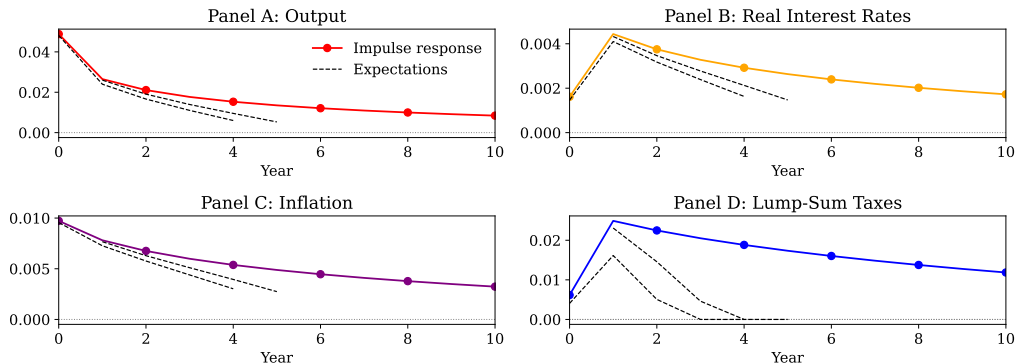 Panel A: Output
0.04
0.02
0.00
Impulse response
Expectations
0 2 4 6 8 10
Year
Panel B: Real Interest Rates
0.004
0.002
0.000
0 2 4 6 8 10
Year
Panel C: Inflation
0.010
0.005
0.000
0 2 4 6 8 10
Year
Panel D: Lump-Sum Taxes
0.02
0.01
0.00
0 2 4 6 8 10
Year